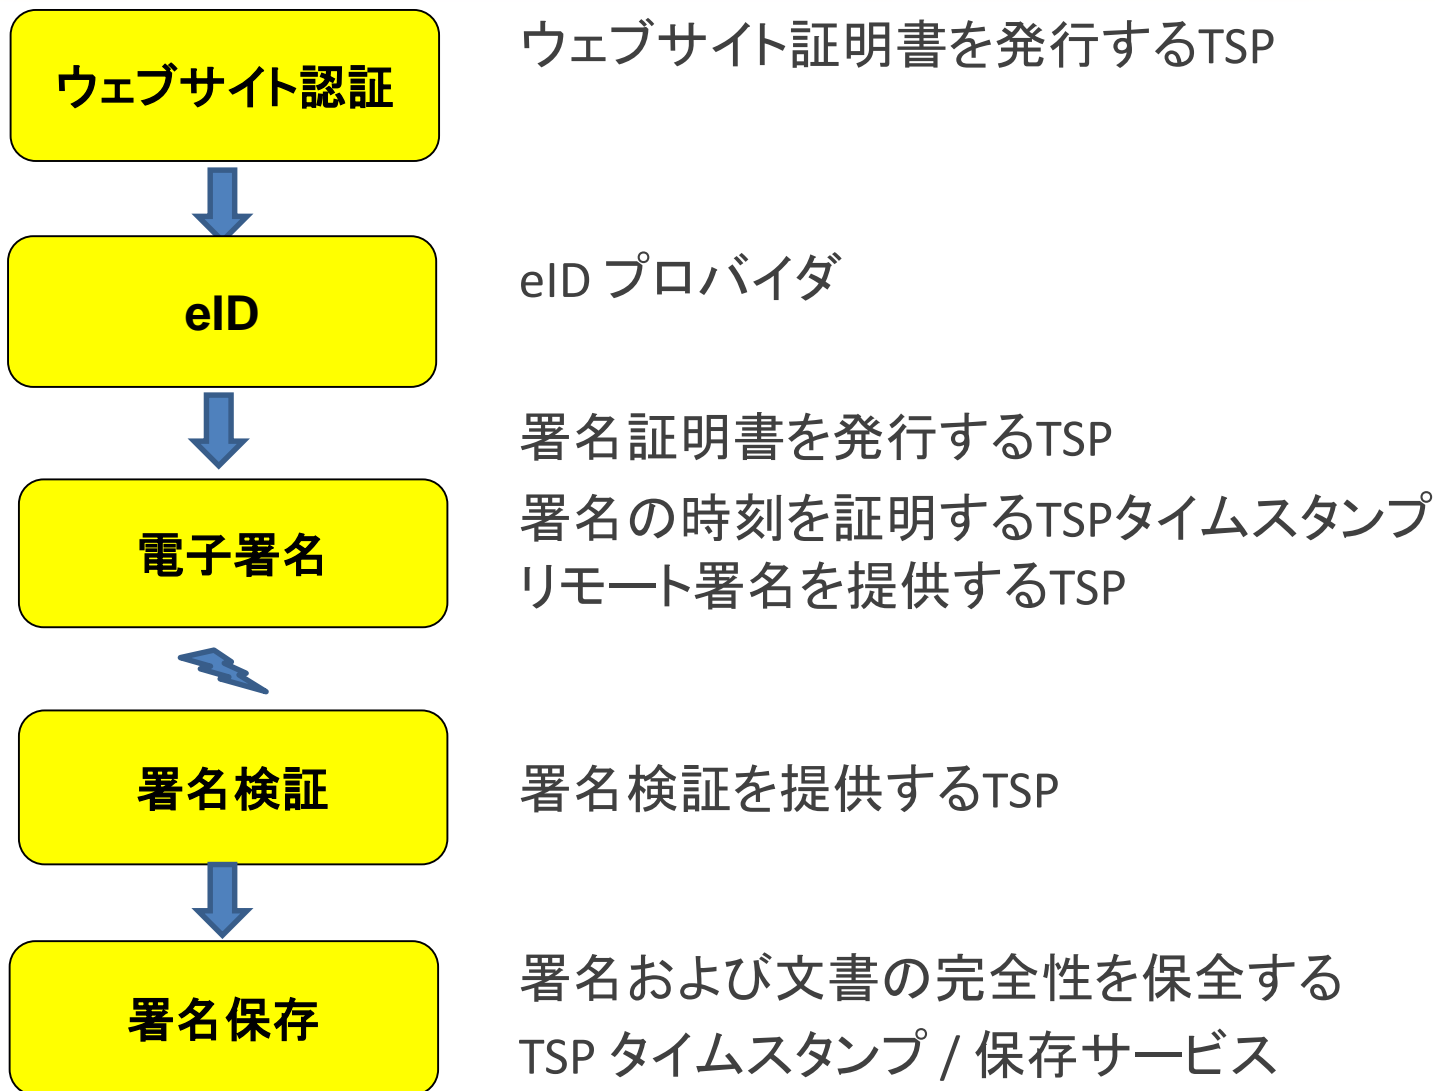 ウェブサイト認証
ウェブサイト証明書を発行するTSP
eID
eID プロバイダ
電子署名
署名証明書を発行するTSP
署名の時刻を証明するTSPタイムスタンプ
リモート署名を提供するTSP
署名検証
署名検証を提供するTSP
署名保存
署名および文書の完全性を保全する
TSP タイムスタンプ / 保存サービス